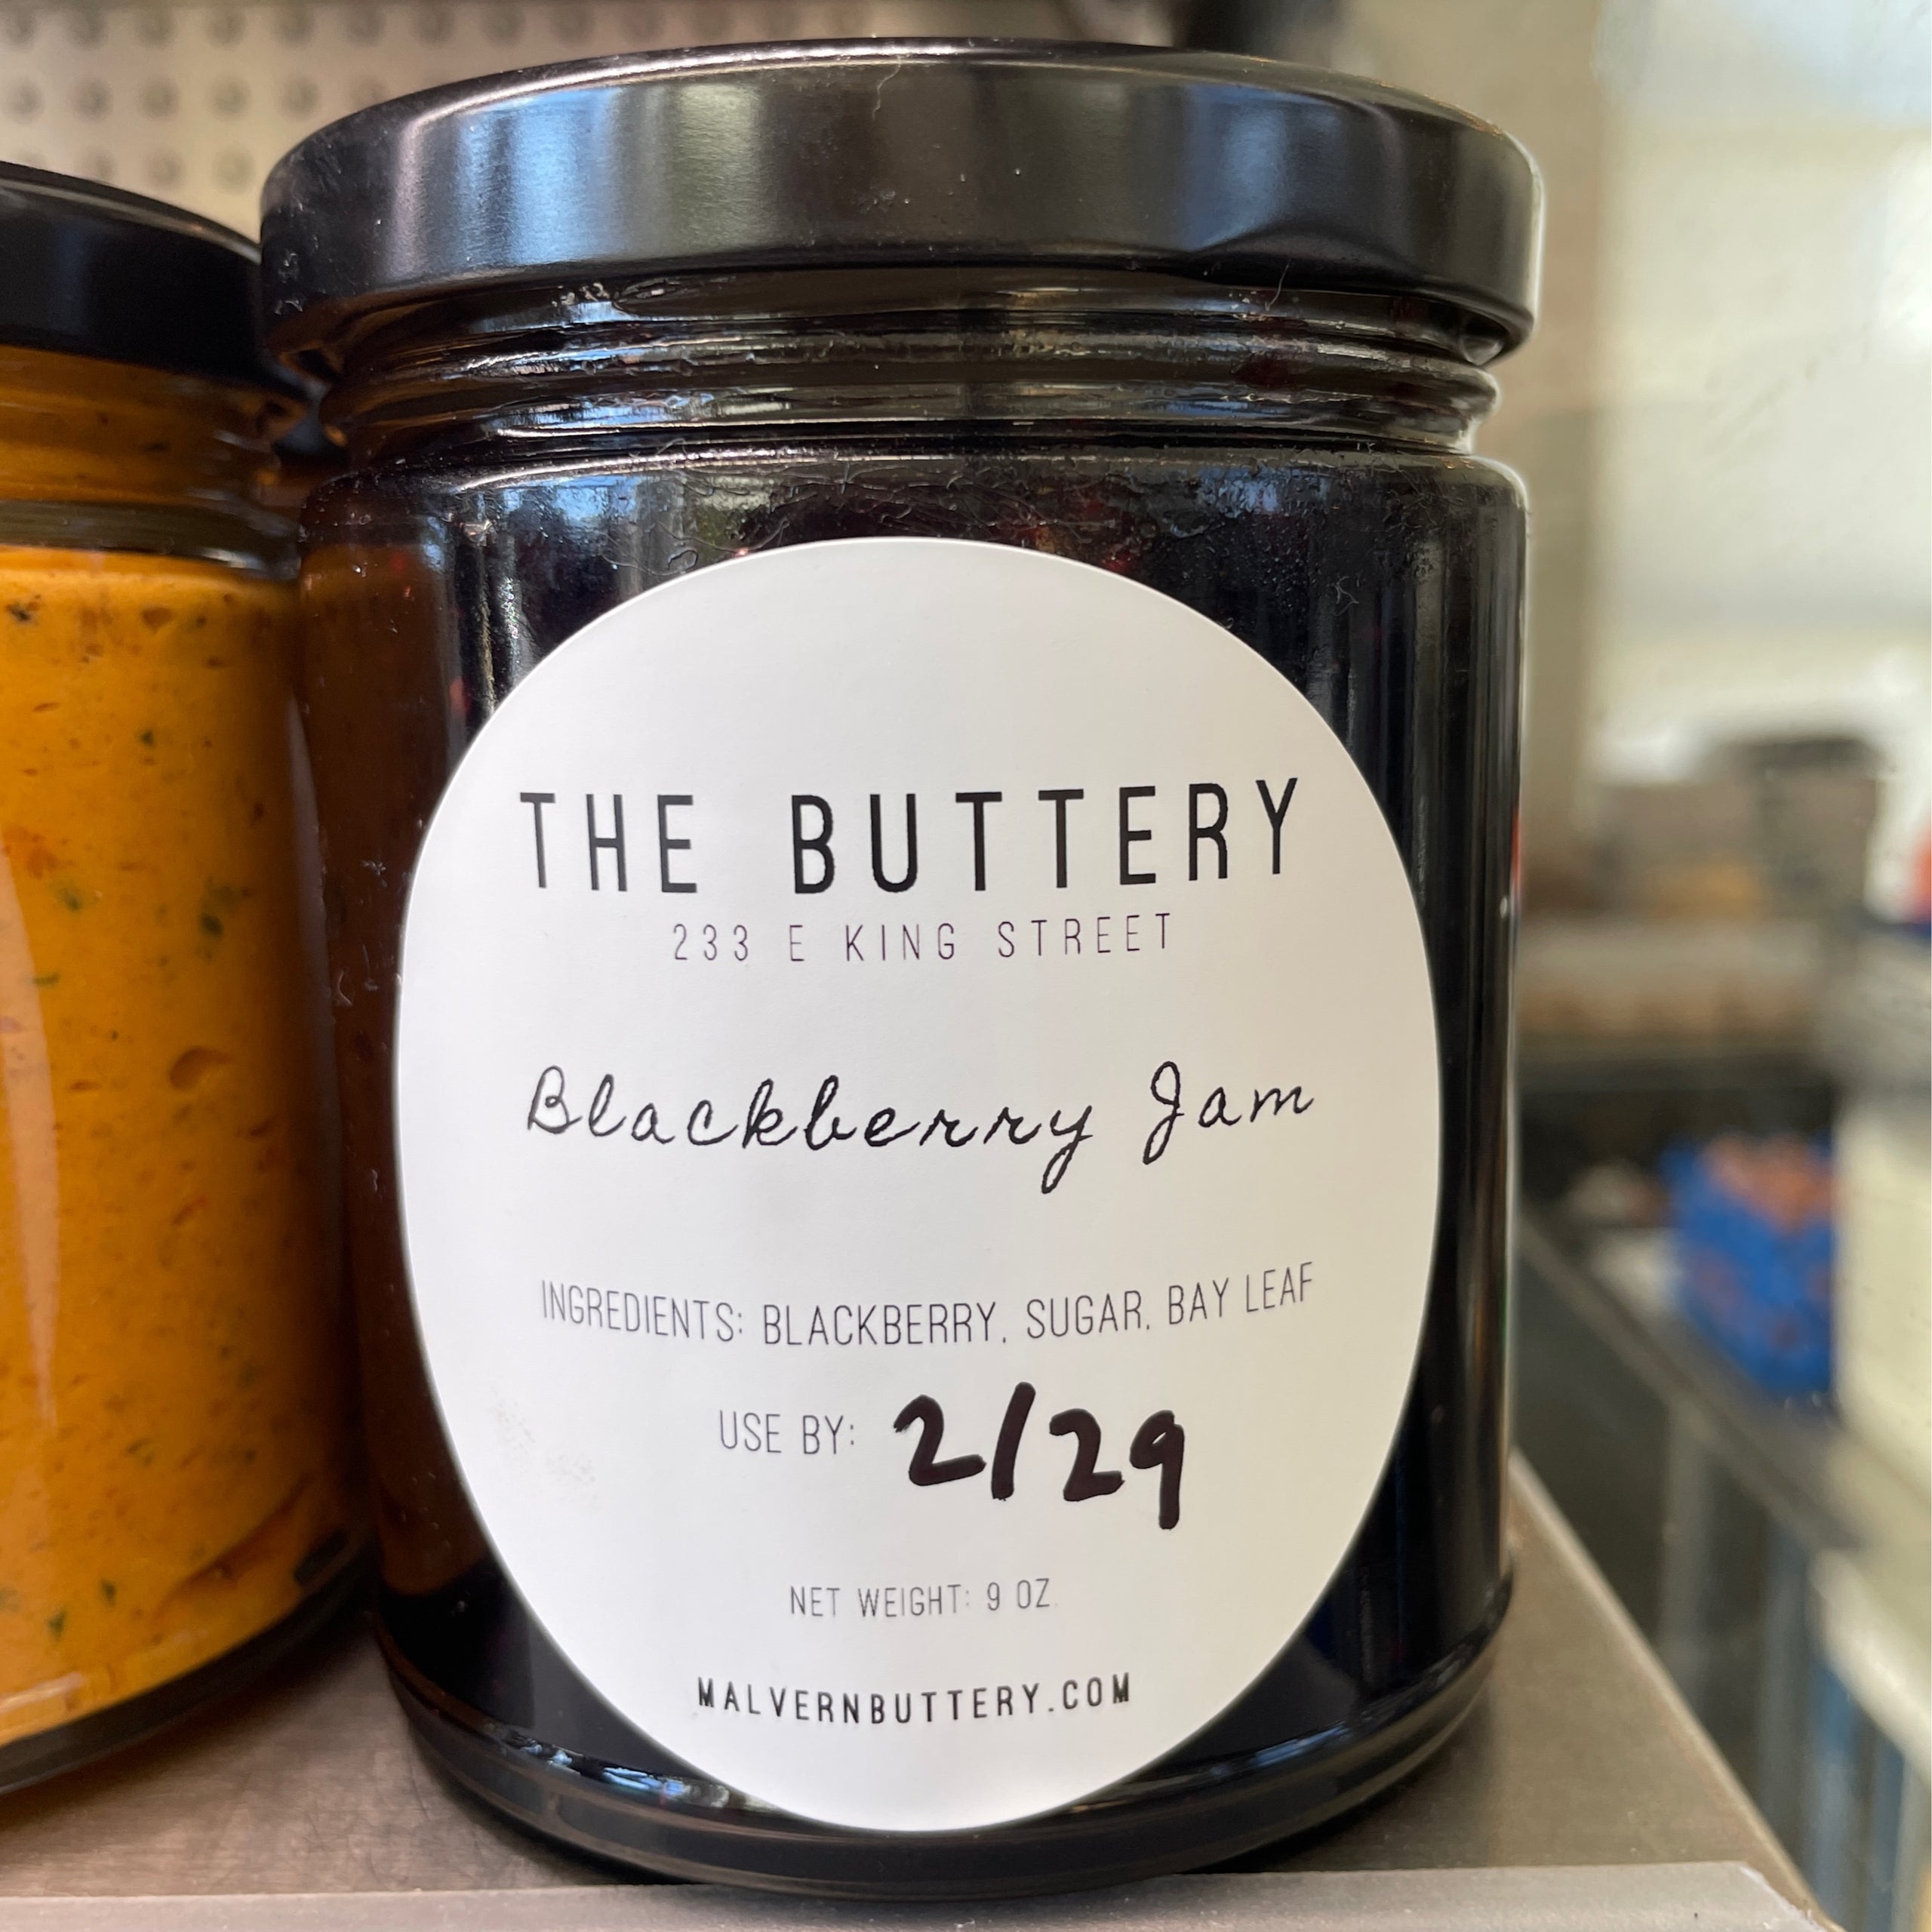 THE BUTTERY
233 E KING STREET
Blackberry Jam
INGREDIENTS: BLACKBERRY, SUGAR, BAY LEAF
USE BY: 2/29
NET WEIGHT: 9 OZ.
MALVERNBUTTERY.COM